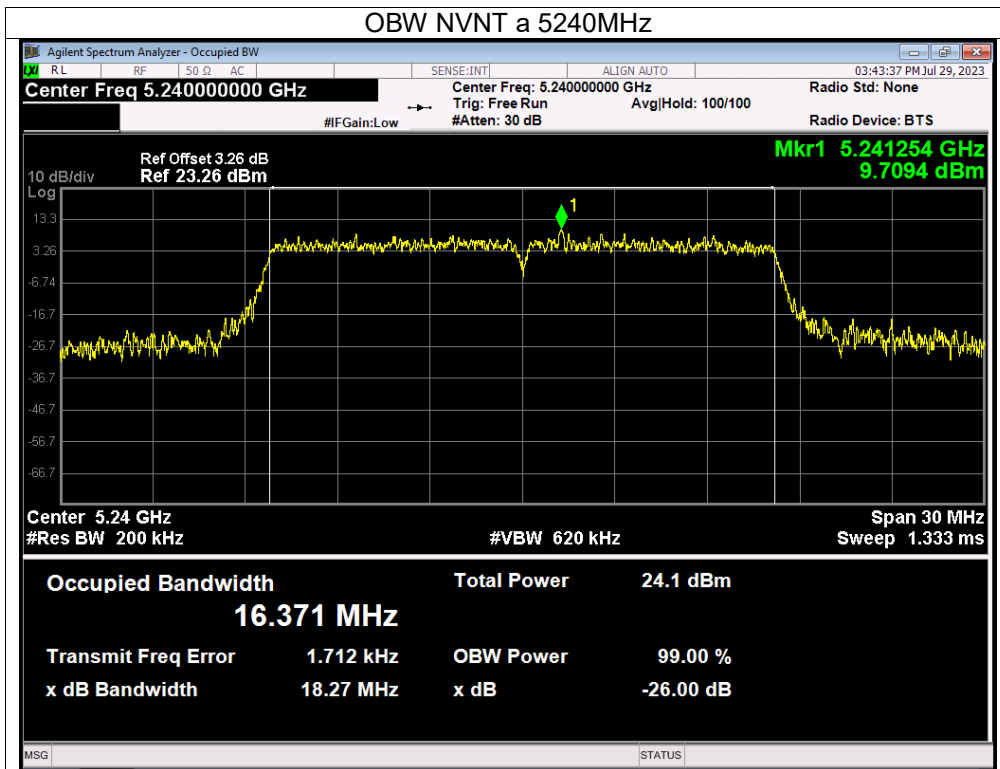 OBW NVNT a 5240MHz
Agilent Spectrum Analyzer - Occupied BW
LXI RL RF 50 Ω AC SENSE:INT ALIGN AUTO 03:43:37 PM Jul 29, 2023
Center Freq 5.240000000 GHz Center Freq: 5.240000000 GHz Radio Std: None
Trig: Free Run Avg|Hold: 100/100
#IFGain:Low #Atten: 30 dB Radio Device: BTS
Mkr1 5.241254 GHz
Ref Offset 3.26 dB
10 dB/div Ref 23.26 dBm 9.7094 dBm
Log
1
13.3
3.26
-6.74
-16.7
-26.7
-36.7
-46.7
-56.7
-66.7
Center 5.24 GHz Span 30 MHz
#Res BW 200 kHz #VBW 620 kHz Sweep 1.333 ms
Occupied Bandwidth Total Power 24.1 dBm
16.371 MHz
Transmit Freq Error 1.712 kHz OBW Power 99.00 %
x dB Bandwidth 18.27 MHz x dB -26.00 dB
MSG STATUS